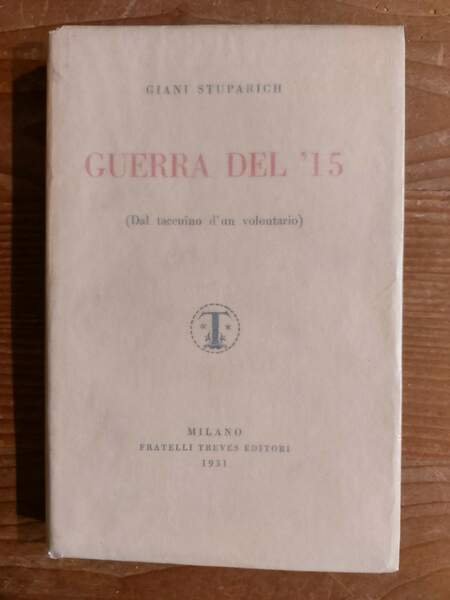 GIANI STUPARICH
GUERRA DEL '15
(Dal taccuino d'un volontario)
T
MILANO
FRATELLI TREVES EDITORI
1931